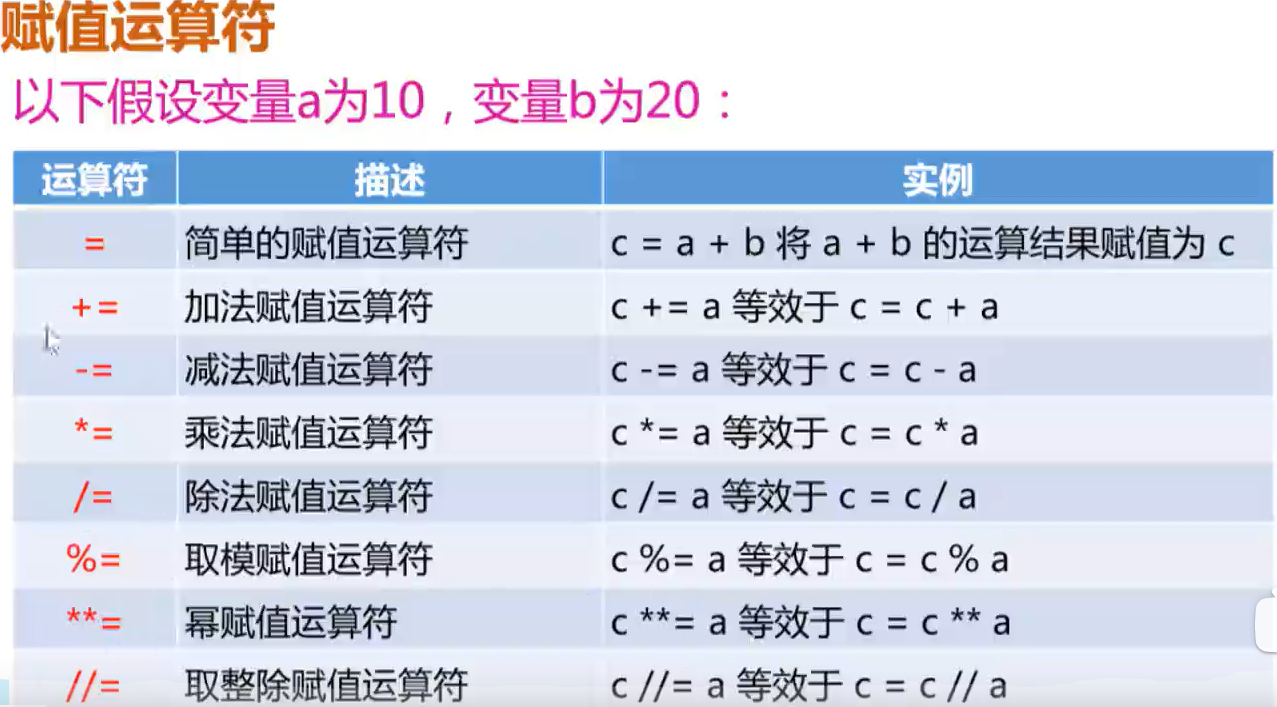 赋值运算符
以下假设变量a为10，变量b为20：
运算符 描述 实例
= 简单的赋值运算符 c = a + b 将 a + b 的运算结果赋值为 c
+= 加法赋值运算符 c += a 等效于 c = c + a
-= 减法赋值运算符 c -= a 等效于 c = c - a
*= 乘法赋值运算符 c *= a 等效于 c = c * a
/= 除法赋值运算符 c /= a 等效于 c = c / a
%= 取模赋值运算符 c %= a 等效于 c = c % a
**= 幂赋值运算符 c **= a 等效于 c = c ** a
//= 取整除赋值运算符 c //= a 等效于 c = c // a